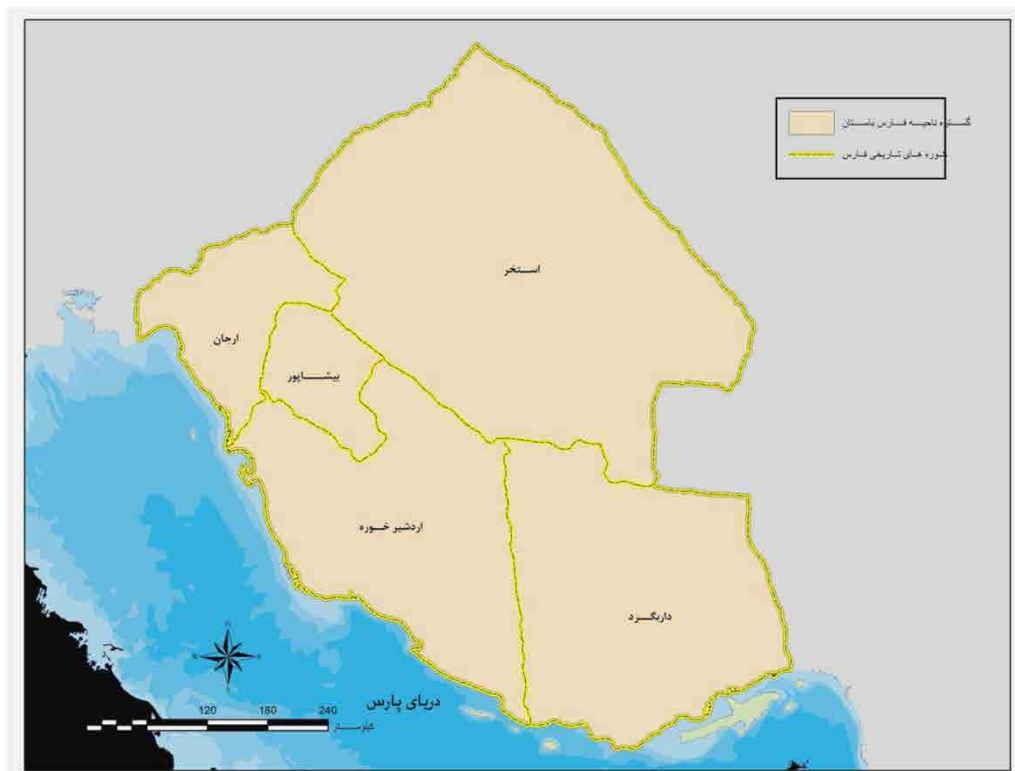 گستره ناحیه فارس باستان
کوره های تاریخی فارس
استخر
ارجان
بیشاپور
اردشیر خوره
دارابگرد
دریای پارس
N
120 180 240
کیلومتر